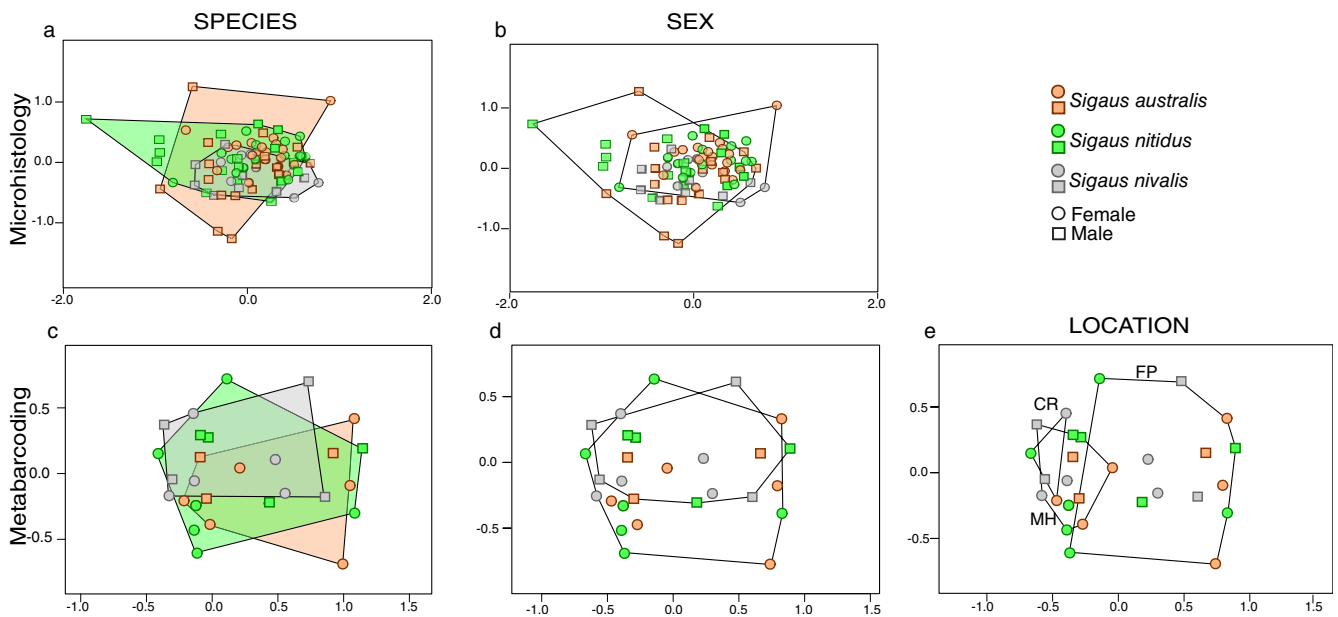 SPECIES
SEX
a
b
Microhistology
1.0
0.0
-1.0
-2.0
0.0
2.0
1.0
0.0
-1.0
-2.0
0.0
2.0
Sigaus australis
Sigaus nitidus
Sigaus nivalis
Female
Male
c
d
e
LOCATION
Metabarcoding
0.5
0.0
-0.5
-1.0
-0.5
0.0
0.5
1.0
1.5
0.5
0.0
-0.5
-1.0
-0.5
0.0
0.5
1.0
1.5
FP
CR
MH
0.5
0.0
-0.5
-1.0
-0.5
0.0
0.5
1.0
1.5